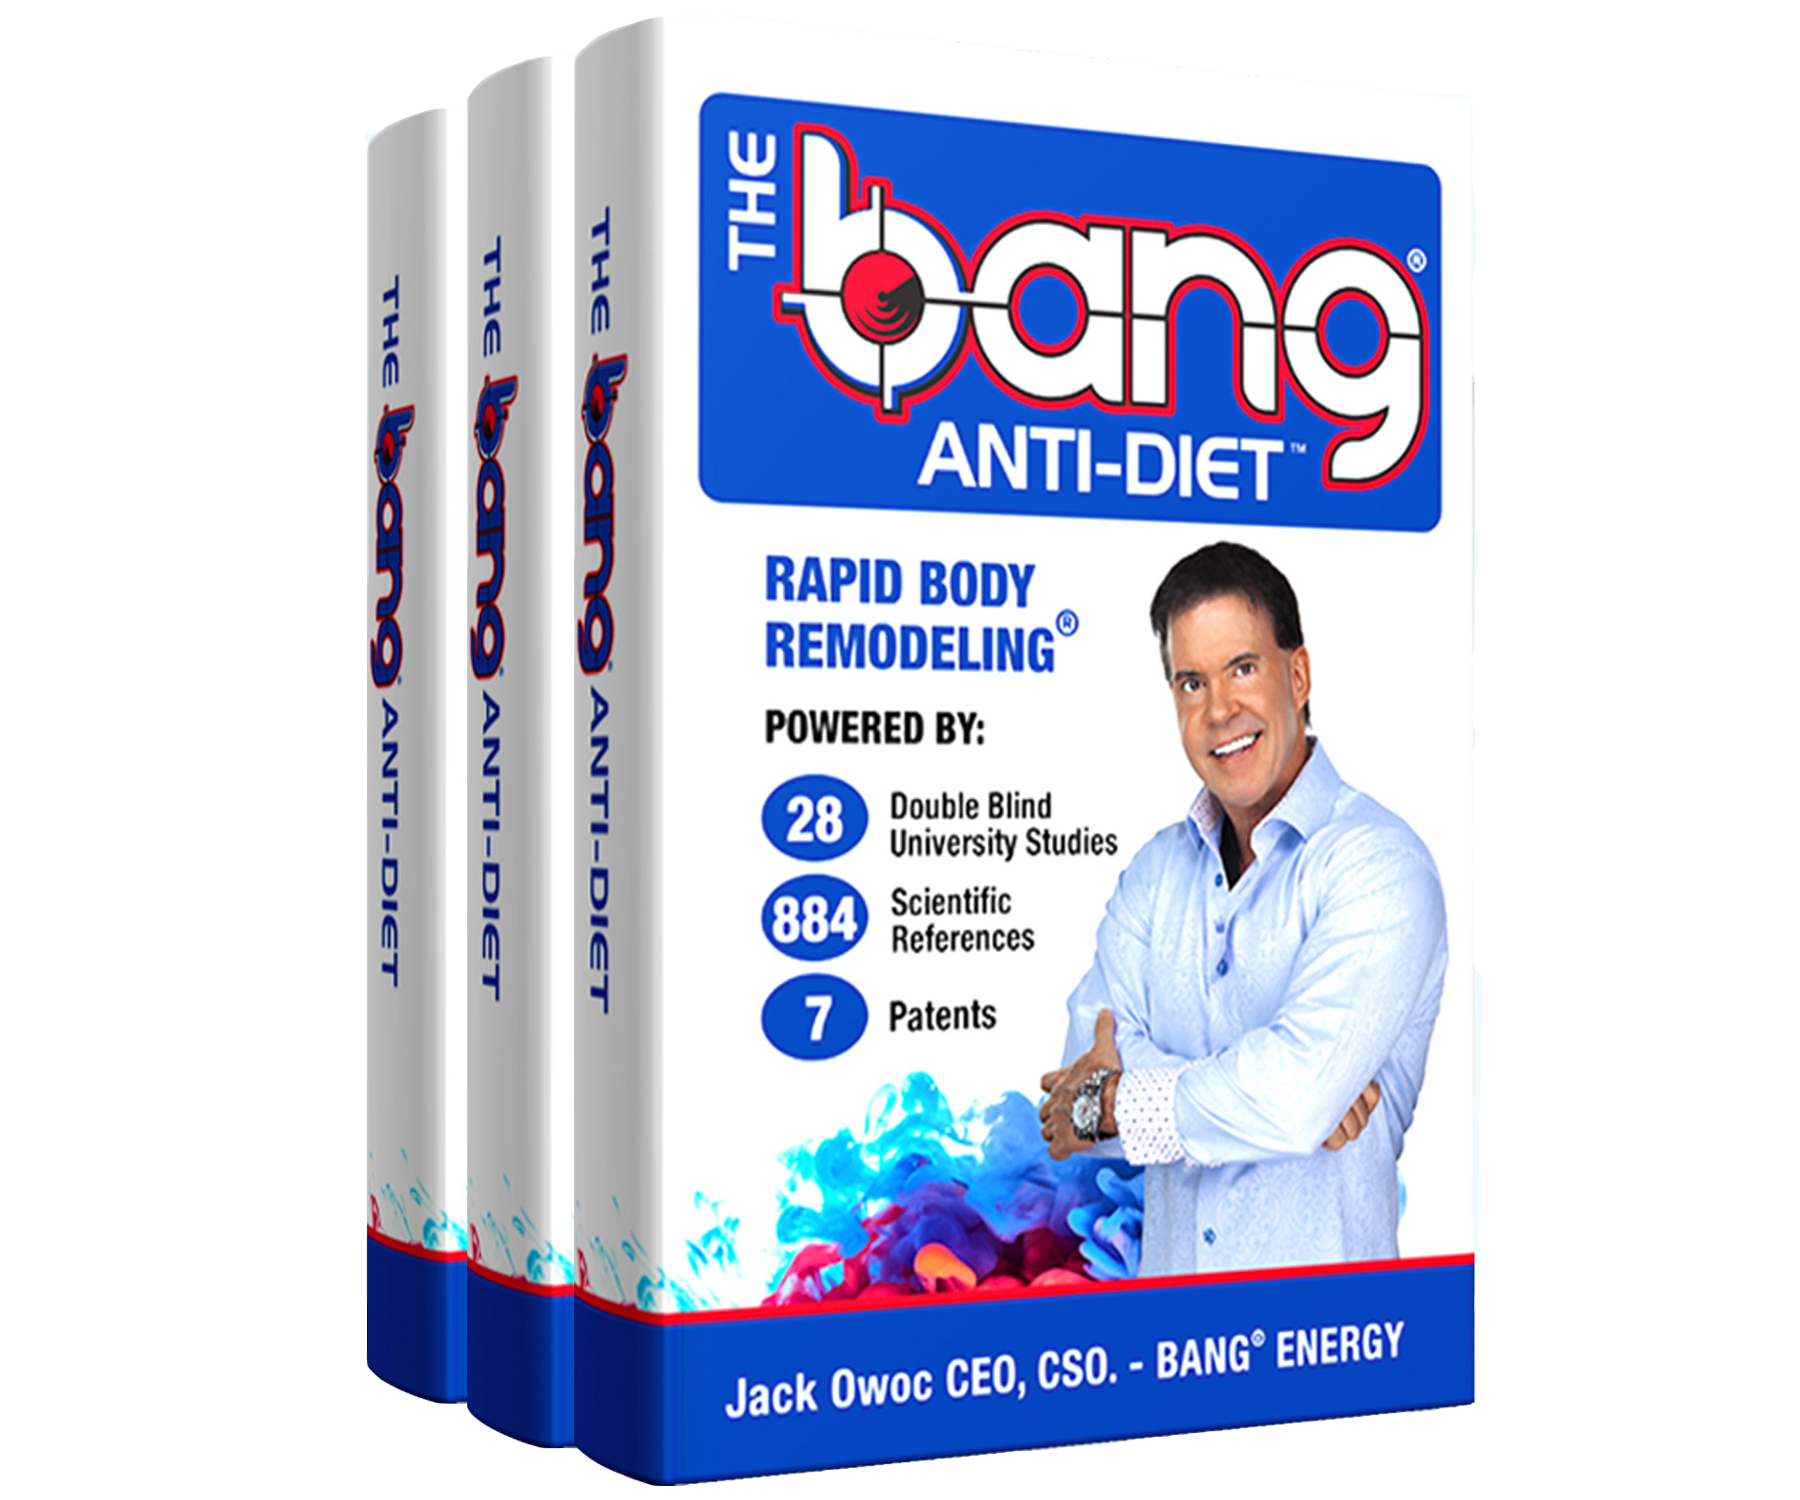 THE bang® ANTI-DIET
THE bang® ANTI-DIET
THE bang® ANTI-DIET
THE
bang®
ANTI-DIET™
RAPID BODY
REMODELING®
POWERED BY:
28
Double Blind
University Studies
884
Scientific
References
7
Patents
Jack Owoc CEO, CSO. - BANG® ENERGY